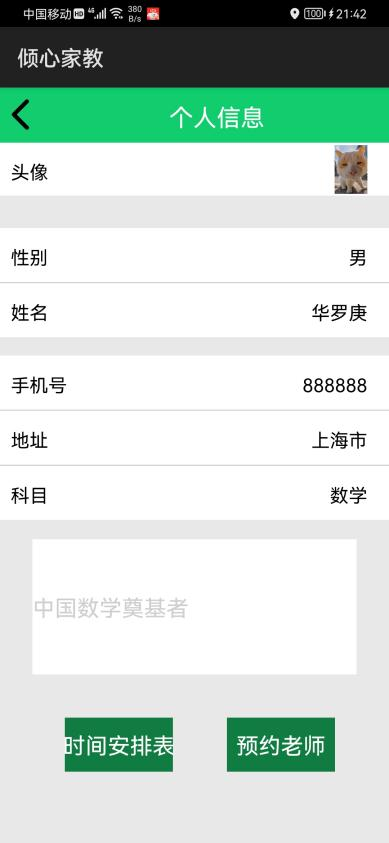 中国移动 HD 4G 380 B/s 100 21:42
倾心家教
个人信息
头像
性别 男
姓名 华罗庚
手机号 888888
地址 上海市
科目 数学
中国数学奠基者
时间安排表 预约老师